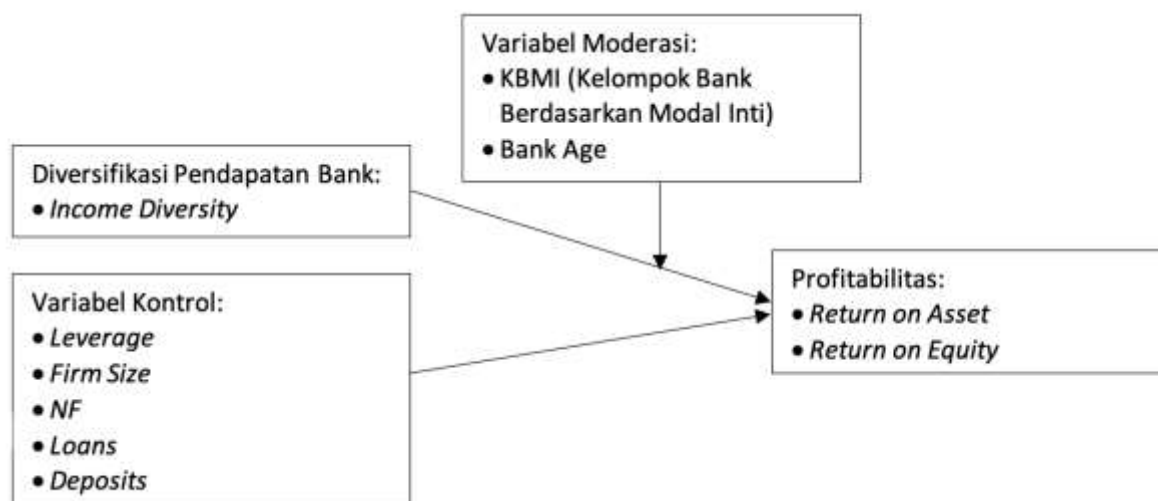 Variabel Moderasi:
• KBMI (Kelompok Bank
Berdasarkan Modal Inti)
• Bank Age
Diversifikasi Pendapatan Bank:
• Income Diversity
Variabel Kontrol:
• Leverage
• Firm Size
• NF
• Loans
• Deposits
Profitabilitas:
• Return on Asset
• Return on Equity